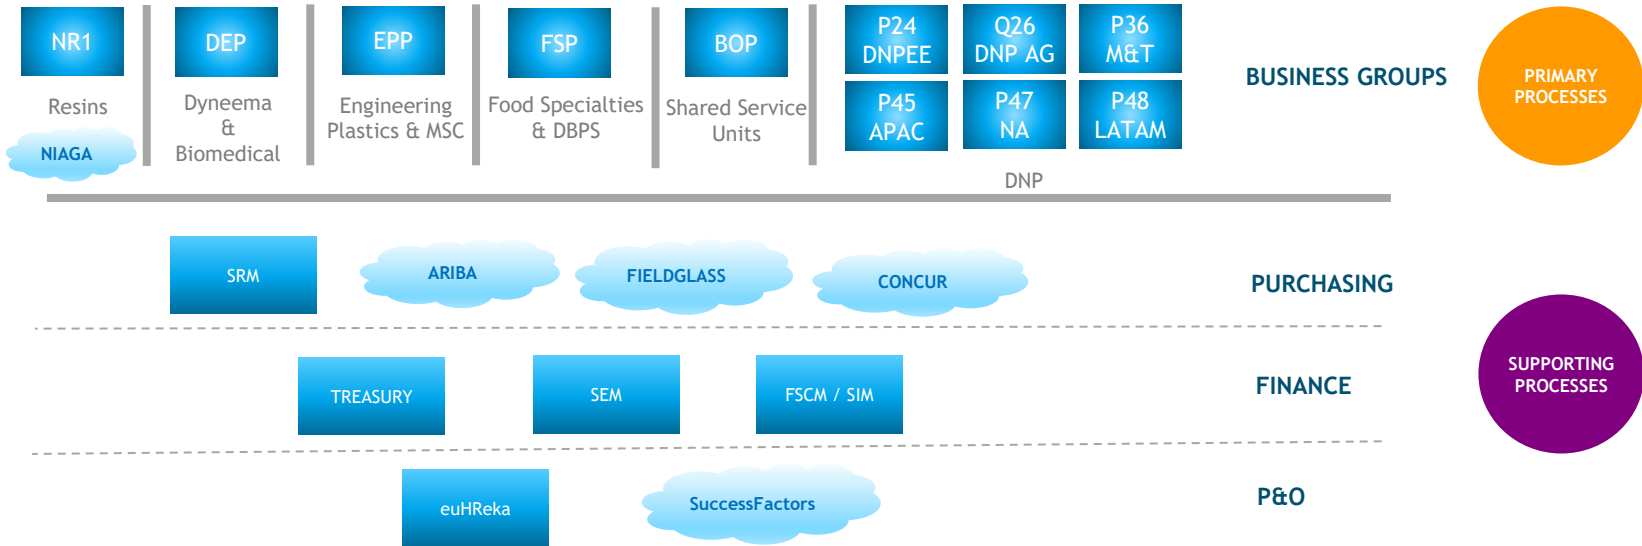 NR1
Resins
NIAGA
DEP
Dyneema
&
Biomedical
EPP
Engineering
Plastics & MSC
FSP
Food Specialties
& DBPS
BOP
Shared Service
Units
P24
DNPEE
Q26
DNP AG
P36
M&T
P45
APAC
P47
NA
P48
LATAM
DNP
BUSINESS GROUPS
PRIMARY
PROCESSES
SRM
ARIBA
FIELDGLASS
CONCUR
PURCHASING
TREASURY
SEM
FSCM / SIM
FINANCE
SUPPORTING
PROCESSES
euHReka
SuccessFactors
P&O